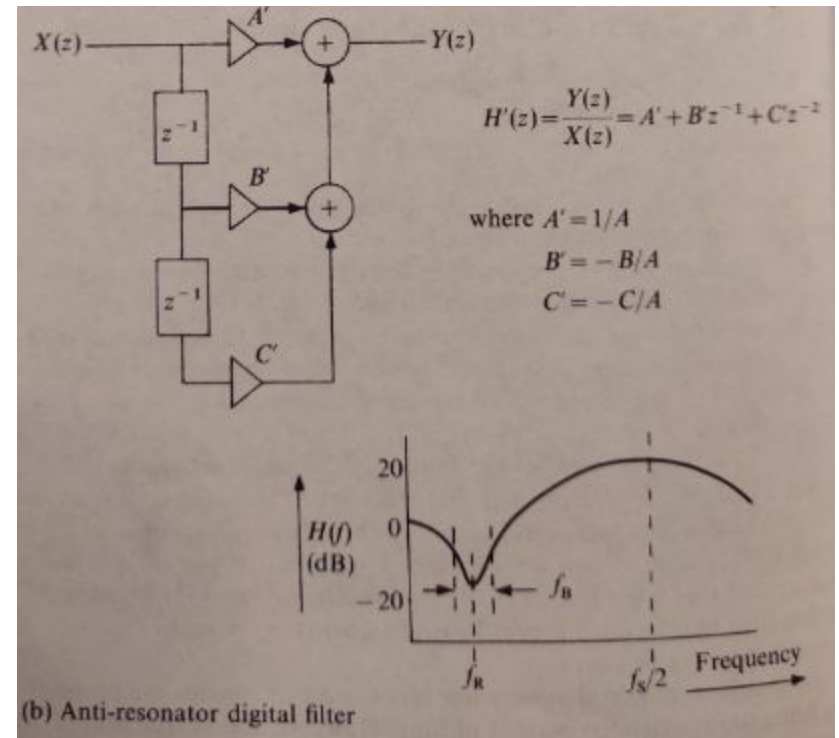 X(z)
A′
+
Y(z)
z⁻¹
H′(z) = Y(z)/X(z) = A′ + B′z⁻¹ + C′z⁻²
B′
+
where A′ = 1/A
B′ = − B/A
C′ = − C/A
z⁻¹
C′
20
0
− 20
H(f)
(dB)
f_B
f_R
f_S/2
Frequency
(b) Anti-resonator digital filter